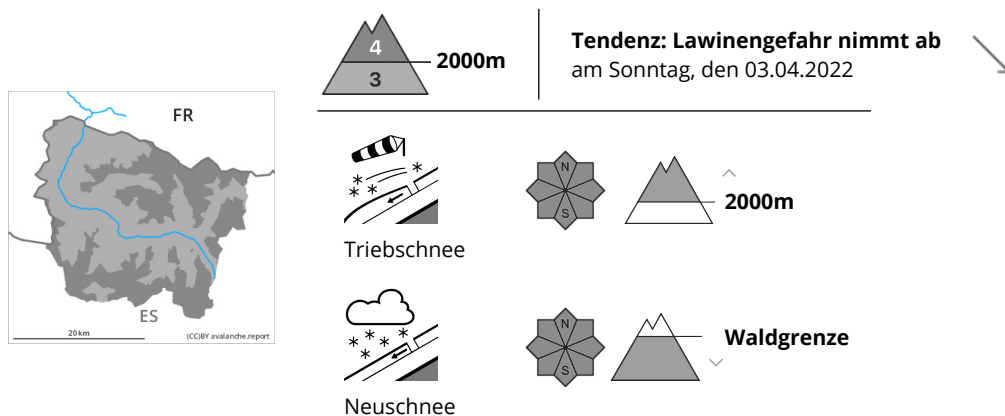 4
2000m
3
Tendenz: Lawinengefahr nimmt ab
am Sonntag, den 03.04.2022
FR
ES
20 km
(CC)BY avalanche.report
N
S
2000m
Triebschnee
N
S
Waldgrenze
Neuschnee